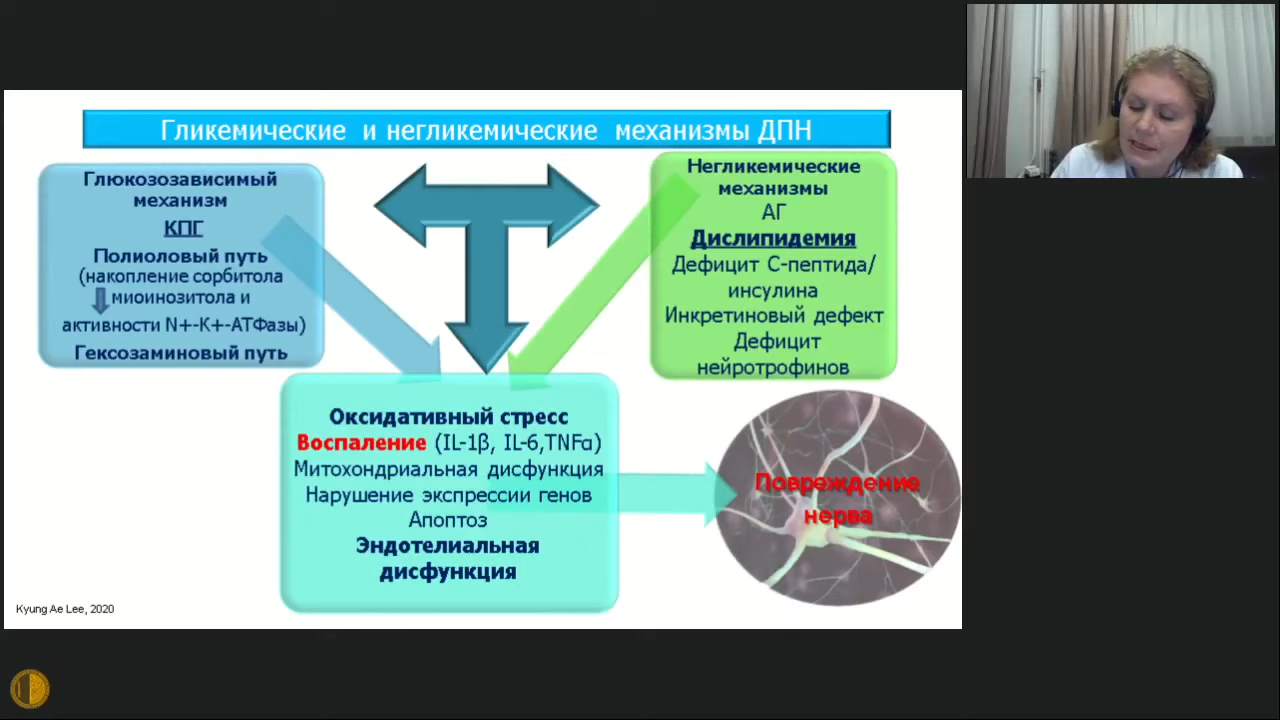 Гликемические и негликемические механизмы ДПН
Глюкозозависимый
механизм
КПГ
Полиоловый путь
(накопление сорбитола
миоинозитола и
активности N+-K+-АТФазы)
Гексозаминовый путь
Негликемические
механизмы
АГ
Дислипидемия
Дефицит С-пептида/
инсулина
Инкретиновый дефект
Дефицит
нейротрофинов
Оксидативный стресс
Воспаление (IL-1β, IL-6,TNFα)
Митохондриальная дисфункция
Нарушение экспрессии генов
Апоптоз
Эндотелиальная
дисфункция
Повреждение
нерва
Kyung Ae Lee, 2020